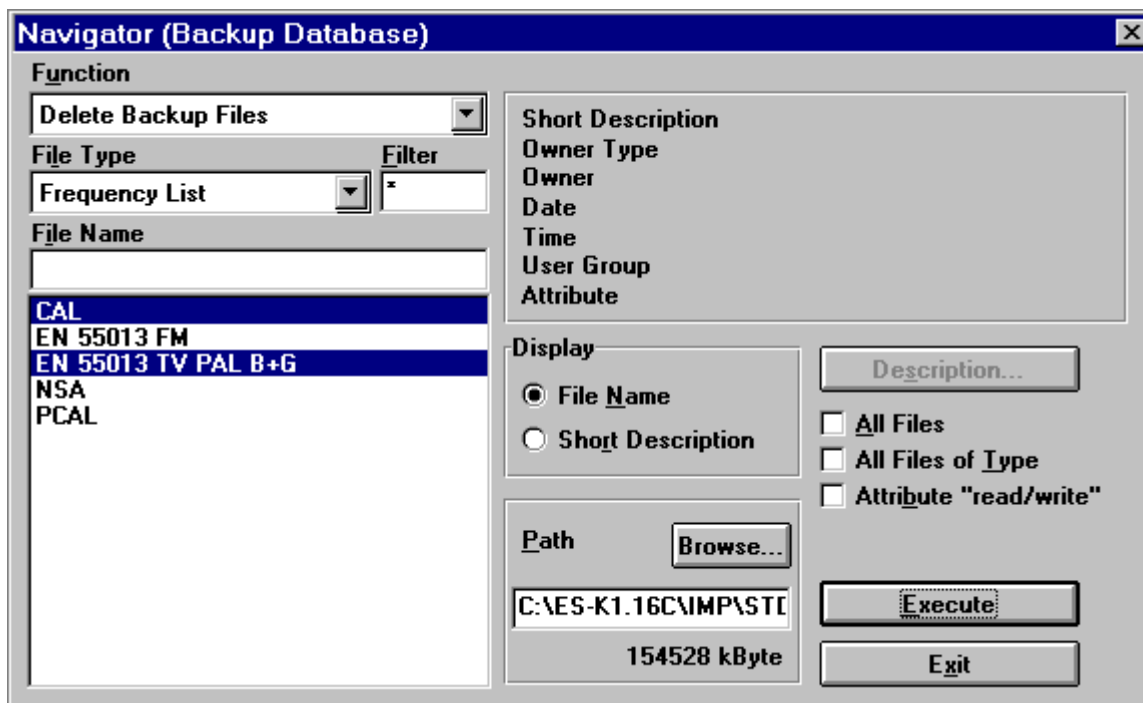 Navigator (Backup Database)
Function
Delete Backup Files
File Type
Filter
Frequency List
*
File Name
CAL
EN 55013 FM
EN 55013 TV PAL B+G
NSA
PCAL
Short Description
Owner Type
Owner
Date
Time
User Group
Attribute
Display
File Name
Short Description
Description...
All Files
All Files of Type
Attribute "read/write"
Path
Browse...
C:\ES-K1.16C\IMP\STD
154528 kByte
Execute
Exit